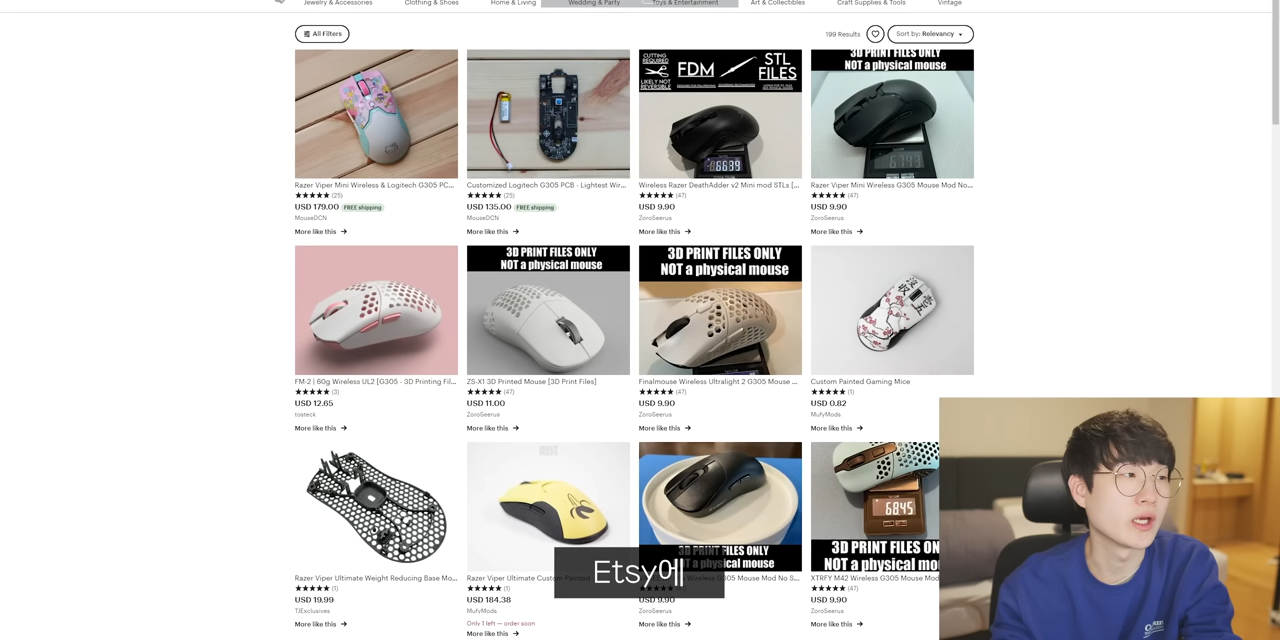 Jewelry & Accessories
Clothing & Shoes
Home & Living
Wedding & Party
Toys & Entertainment
Art & Collectibles
Craft Supplies & Tools
Vintage
All Filters
199 Results
Sort by: Relevancy
CUTTING REQUIRED
LIKELY NOT REVERSIBLE
FDM
STL FILES
3D PRINT FILES ONLY
NOT a physical mouse
6639
6793
Razer Viper Mini Wireless & Logitech G305 PC...
(25)
USD 179.00 FREE shipping
MouseDCN
More like this
Customized Logitech G305 PCB - Lightest Wir...
(25)
USD 135.00 FREE shipping
MouseDCN
More like this
Wireless Razer DeathAdder v2 Mini mod STLs [...
(47)
USD 9.90
ZoroSeerus
More like this
Razer Viper Mini Wireless G305 Mouse Mod No...
(47)
USD 9.90
ZoroSeerus
More like this
3D PRINT FILES ONLY
NOT a physical mouse
3D PRINT FILES ONLY
NOT a physical mouse
FM-2 | 60g Wireless UL2 [G305 - 3D Printing Fil...
(3)
USD 12.65
toateck
More like this
ZS-X1 3D Printed Mouse [3D Print Files]
(47)
USD 11.00
ZoroSeerus
More like this
Finalmouse Wireless Ultralight 2 G305 Mouse ...
(47)
USD 9.90
ZoroSeerus
More like this
Custom Painted Gaming Mice
(1)
USD 0.82
MufyMods
More like this
3D PRINT FILES ONLY
NOT a physical mouse
6845
3D PRINT FILES ON
NOT a physical mo
Razer Viper Ultimate Weight Reducing Base Mo...
(1)
USD 19.99
TJExclusives
More like this
Razer Viper Ultimate Custom Painted
(1)
USD 184.38
MufyMods
Only 1 left — order soon
More like this
Mouse Mod No S...
(47)
USD 9.90
ZoroSeerus
More like this
XTRFY M42 Wireless G305 Mouse Mod
(47)
USD 9.90
ZoroSeerus
More like this
Etsy에